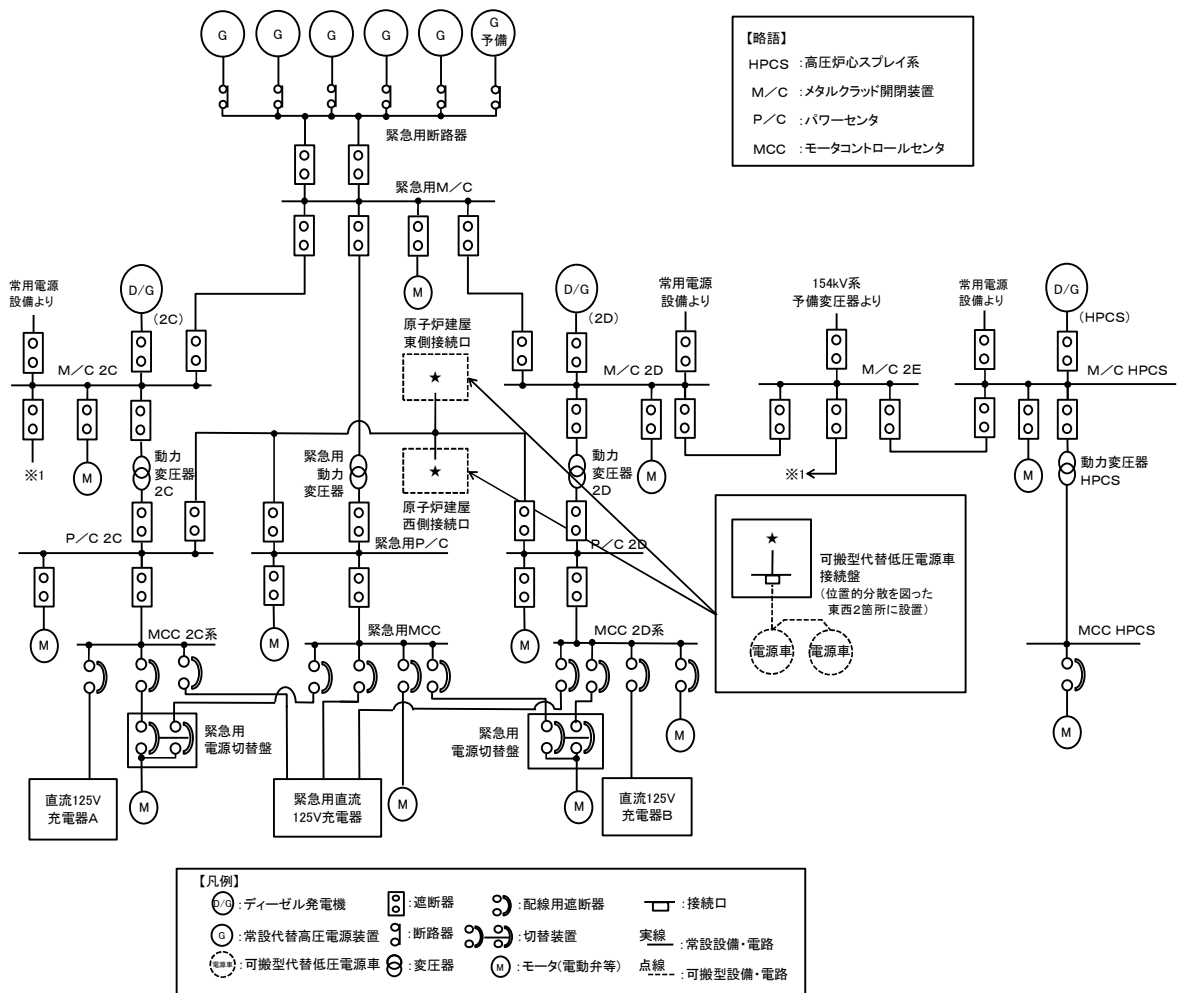 G
G
G
G
G
G
予備
【略語】
HPCS ：高圧炉心スプレイ系
M／C ：メタルクラッド開閉装置
P／C ：パワーセンタ
MCC ：モータコントロールセンタ
緊急用断路器
緊急用M／C
常用電源
設備より
D/G
(2C)
M
原子炉建屋
東側接続口
★
D/G
(2D)
常用電源
設備より
154kV系
予備変圧器より
常用電源
設備より
D/G
(HPCS)
M／C 2C
M／C 2D
M／C 2E
M／C HPCS
※1
M
動力
変圧器
2C
緊急用
動力
変圧器
★
原子炉建屋
西側接続口
動力
変圧器
2D
M
※1
M
動力変圧器
HPCS
P／C 2C
緊急用P／C
P／C 2D
★
可搬型代替低圧電源車
接続盤
(位置的分散を図った
東西2箇所に設置)
電源車
電源車
M
M
M
MCC 2C系
緊急用MCC
MCC 2D系
MCC HPCS
緊急用
電源切替盤
緊急用
電源切替盤
M
M
直流125V
充電器A
M
緊急用直流
125V充電器
M
M
直流125V
充電器B
【凡例】
D/G ：ディーゼル発電機
：遮断器
：配線用遮断器
：接続口
G ：常設代替高圧電源装置
：断路器
：切替装置
実線 ：常設設備・電路
電源車 ：可搬型代替低圧電源車
：変圧器
M ：モータ(電動弁等)
点線 ：可搬型設備・電路